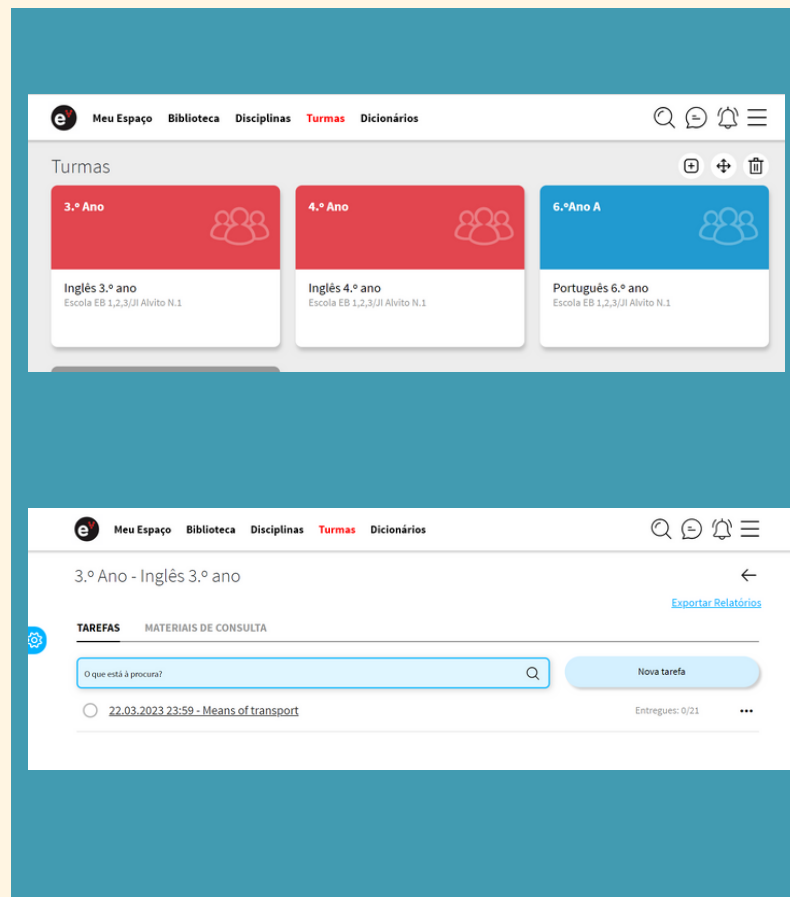 ev Meu Espaço Biblioteca Disciplinas Turmas Dicionários
Turmas
3.º Ano
4.º Ano
6.ºAno A
Inglês 3.º ano
Escola EB 1,2,3/JI Alvito N.1
Inglês 4.º ano
Escola EB 1,2,3/JI Alvito N.1
Português 6.º ano
Escola EB 1,2,3/JI Alvito N.1
ev Meu Espaço Biblioteca Disciplinas Turmas Dicionários
3.º Ano - Inglês 3.º ano
Exportar Relatórios
TAREFAS MATERIAIS DE CONSULTA
O que está à procura? Nova tarefa
22.03.2023 23:59 - Means of transport Entregues: 0/21